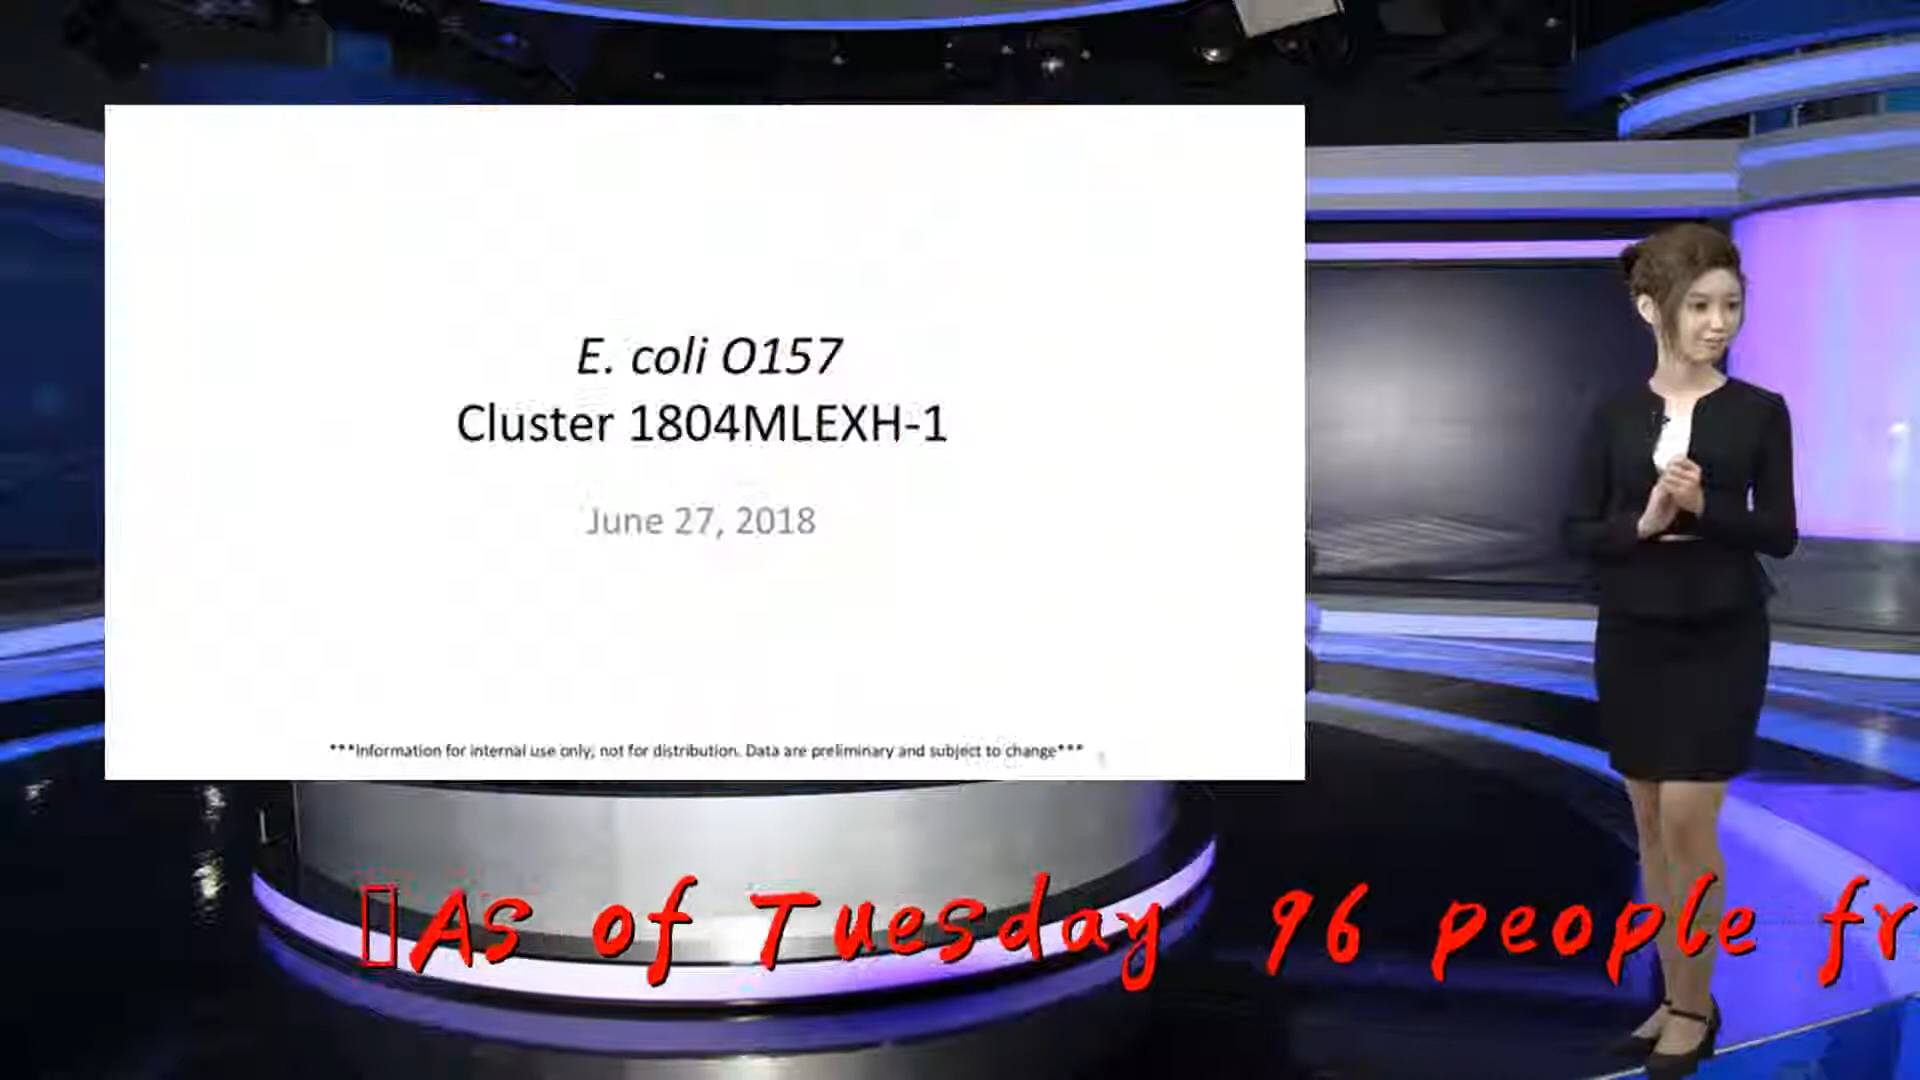 E. coli O157
Cluster 1804MLEXH-1
June 27, 2018
***Information for internal use only, not for distribution. Data are preliminary and subject to change***
As of Tuesday 96 people fr